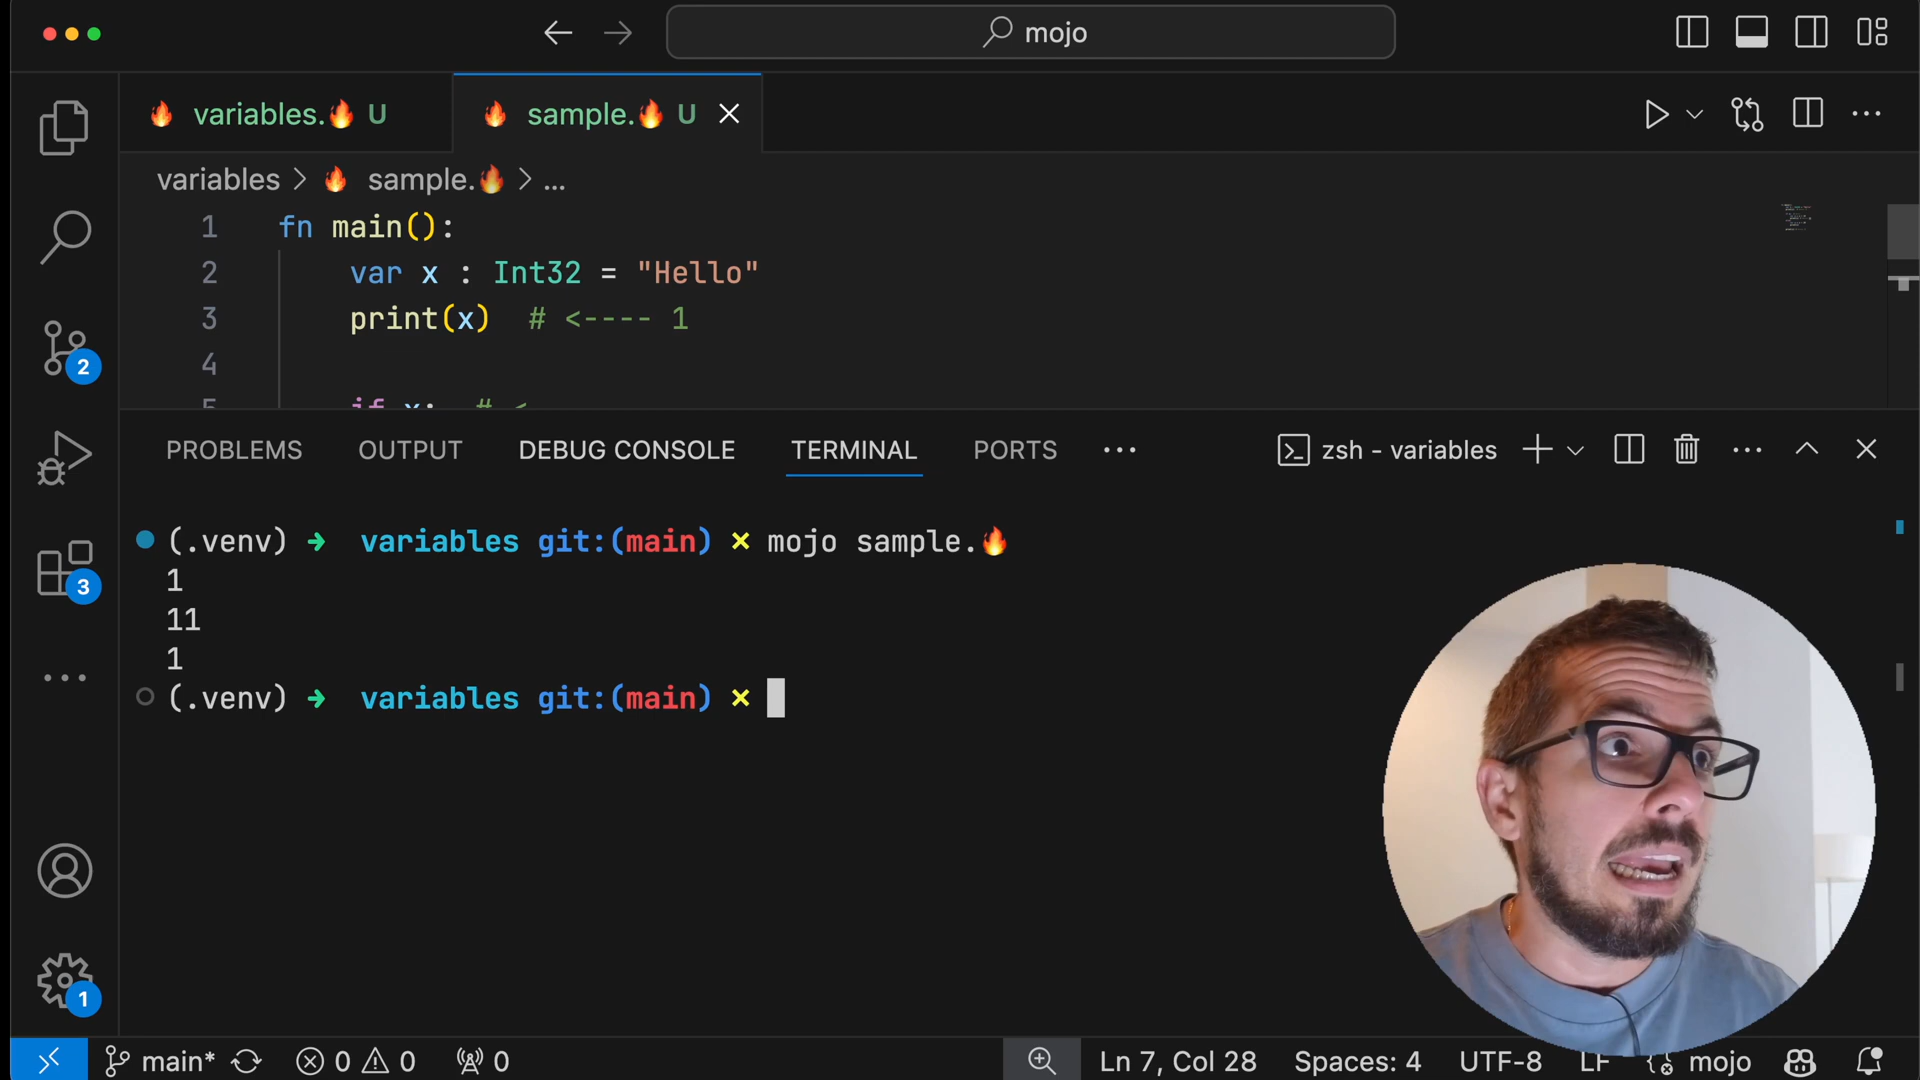 mojo
variables.🔥 U
sample.🔥 U
variables > 🔥 sample.🔥 > ...
1 fn main():
2 var x : Int32 = "Hello"
3 print(x) # <---- 1
4
5 if x: # <
2
3
1
PROBLEMS OUTPUT DEBUG CONSOLE TERMINAL PORTS ...
zsh - variables
(.venv) ➜ variables git:(main) × mojo sample.🔥
1
11
1
(.venv) ➜ variables git:(main) ×
main* 0 0 0
Ln 7, Col 28 Spaces: 4 UTF-8 LF mojo